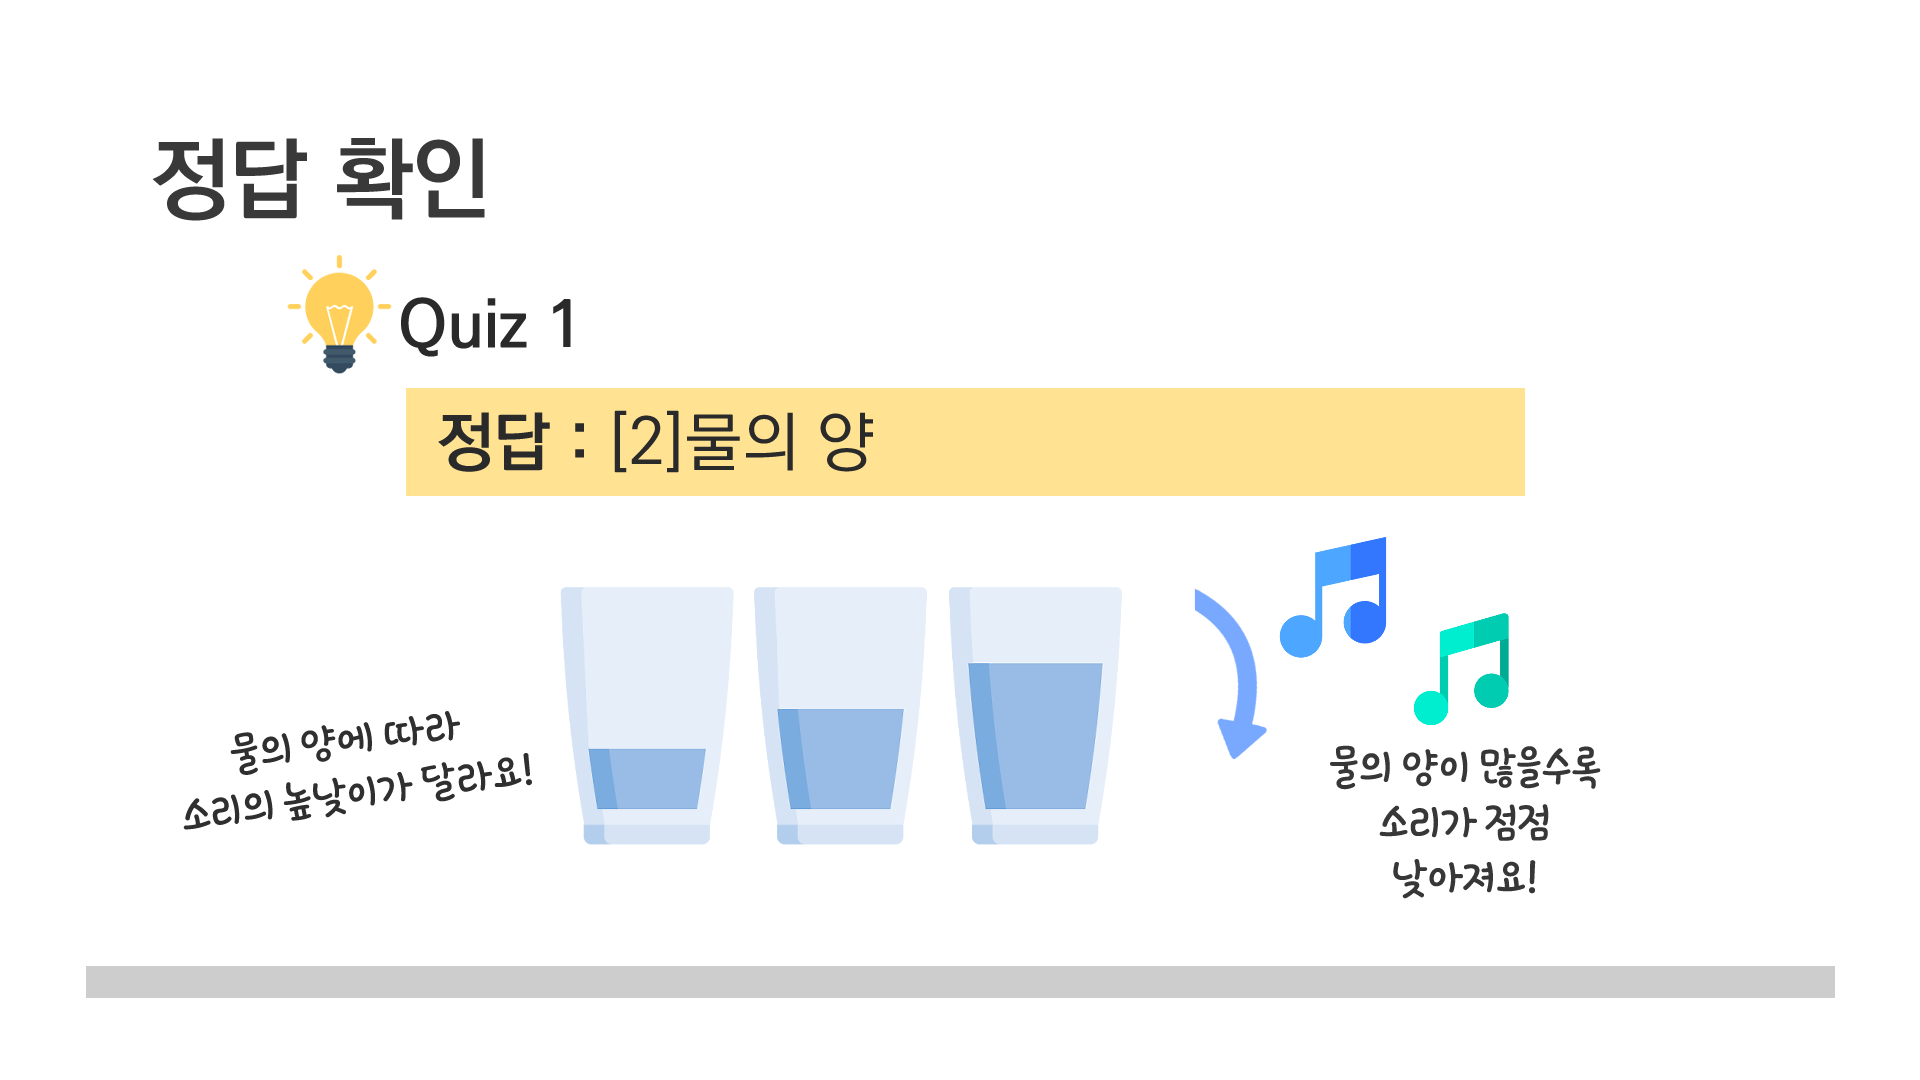 정답 확인
Quiz 1
정답 : [2]물의 양
물의 양에 따라
소리의 높낮이가 달라요!
물의 양이 많을수록
소리가 점점
낮아져요!